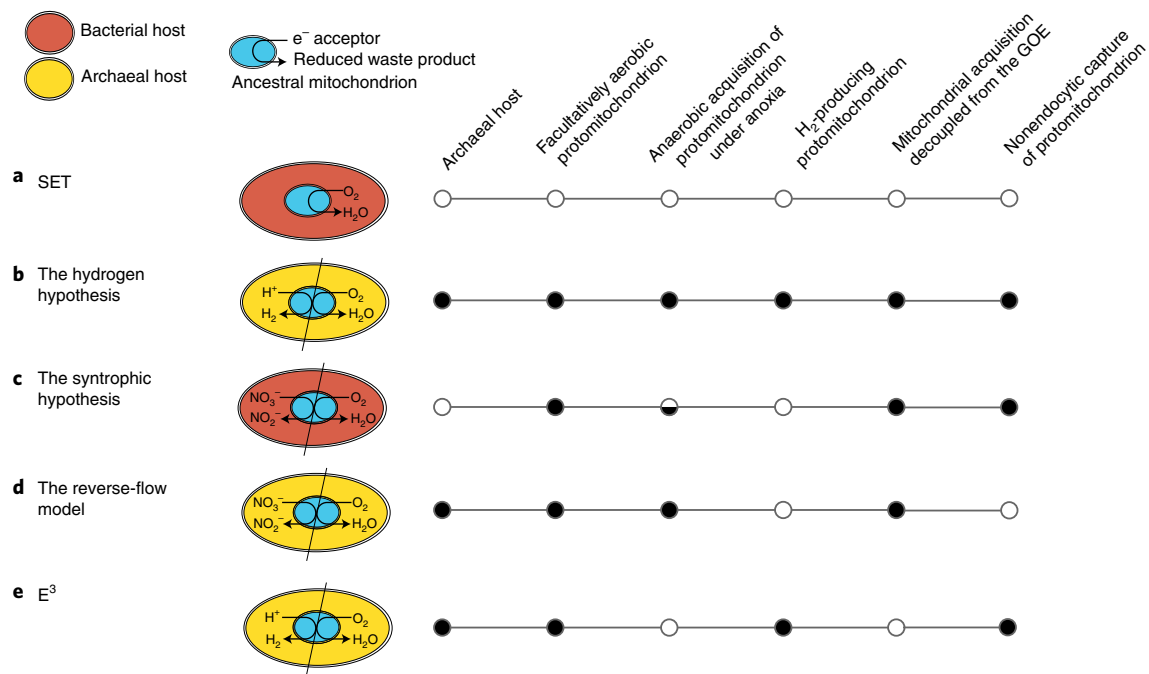 Bacterial host
Archaeal host
e⁻ acceptor
Reduced waste product
Ancestral mitochondrion
Archaeal host
Facultatively aerobic
protomitochondrion
Anaerobic acquisition of
protomitochondrion
under anoxia
H₂-producing
protomitochondrion
Mitochondrial acquisition
decoupled from the GOE
Nonendocytic capture
of protomitochondrion
a SET
O₂
H₂O
b The hydrogen
hypothesis
H⁺ O₂
H₂ H₂O
c The syntrophic
hypothesis
NO₃⁻ O₂
NO₂⁻ H₂O
d The reverse-flow
model
NO₃⁻ O₂
NO₂⁻ H₂O
e E³
H⁺ O₂
H₂ H₂O